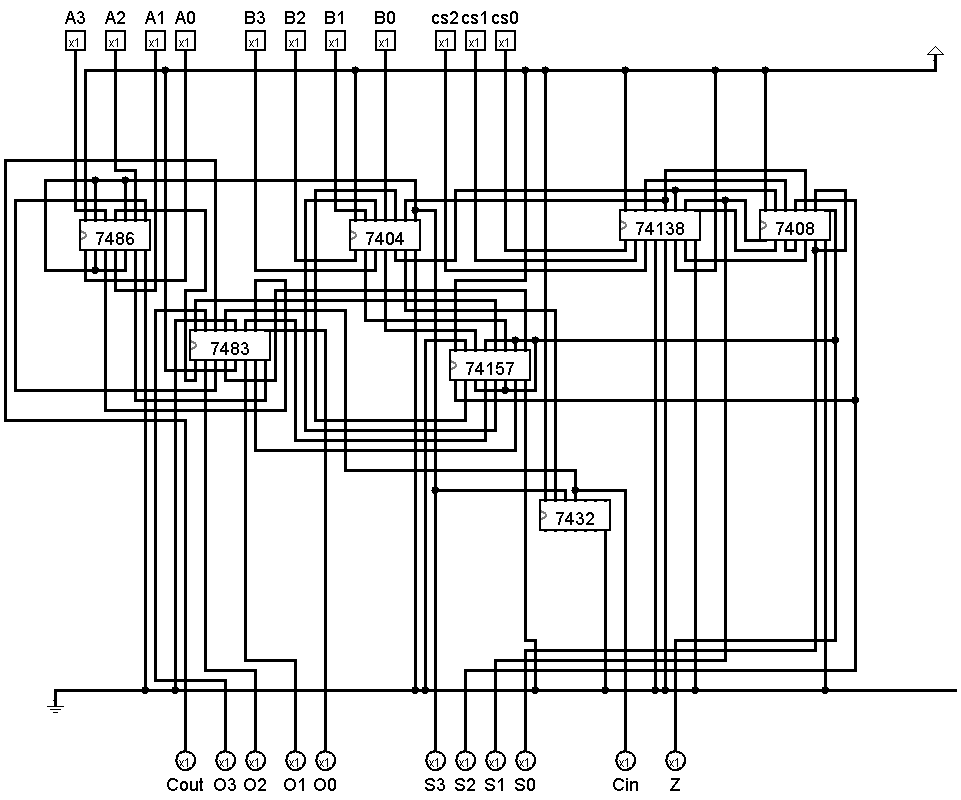 A3 A2 A1 A0 B3 B2 B1 B0 cs2 cs1 cs0
x1 x1 x1 x1 x1 x1 x1 x1 x1 x1 x1
7486 7404 74138 7408
7483 74157
7432
x1 x1 x1 x1 x1 x1 x1 x1 x1 x1 x1
Cout O3 O2 O1 O0 S3 S2 S1 S0 Cin Z